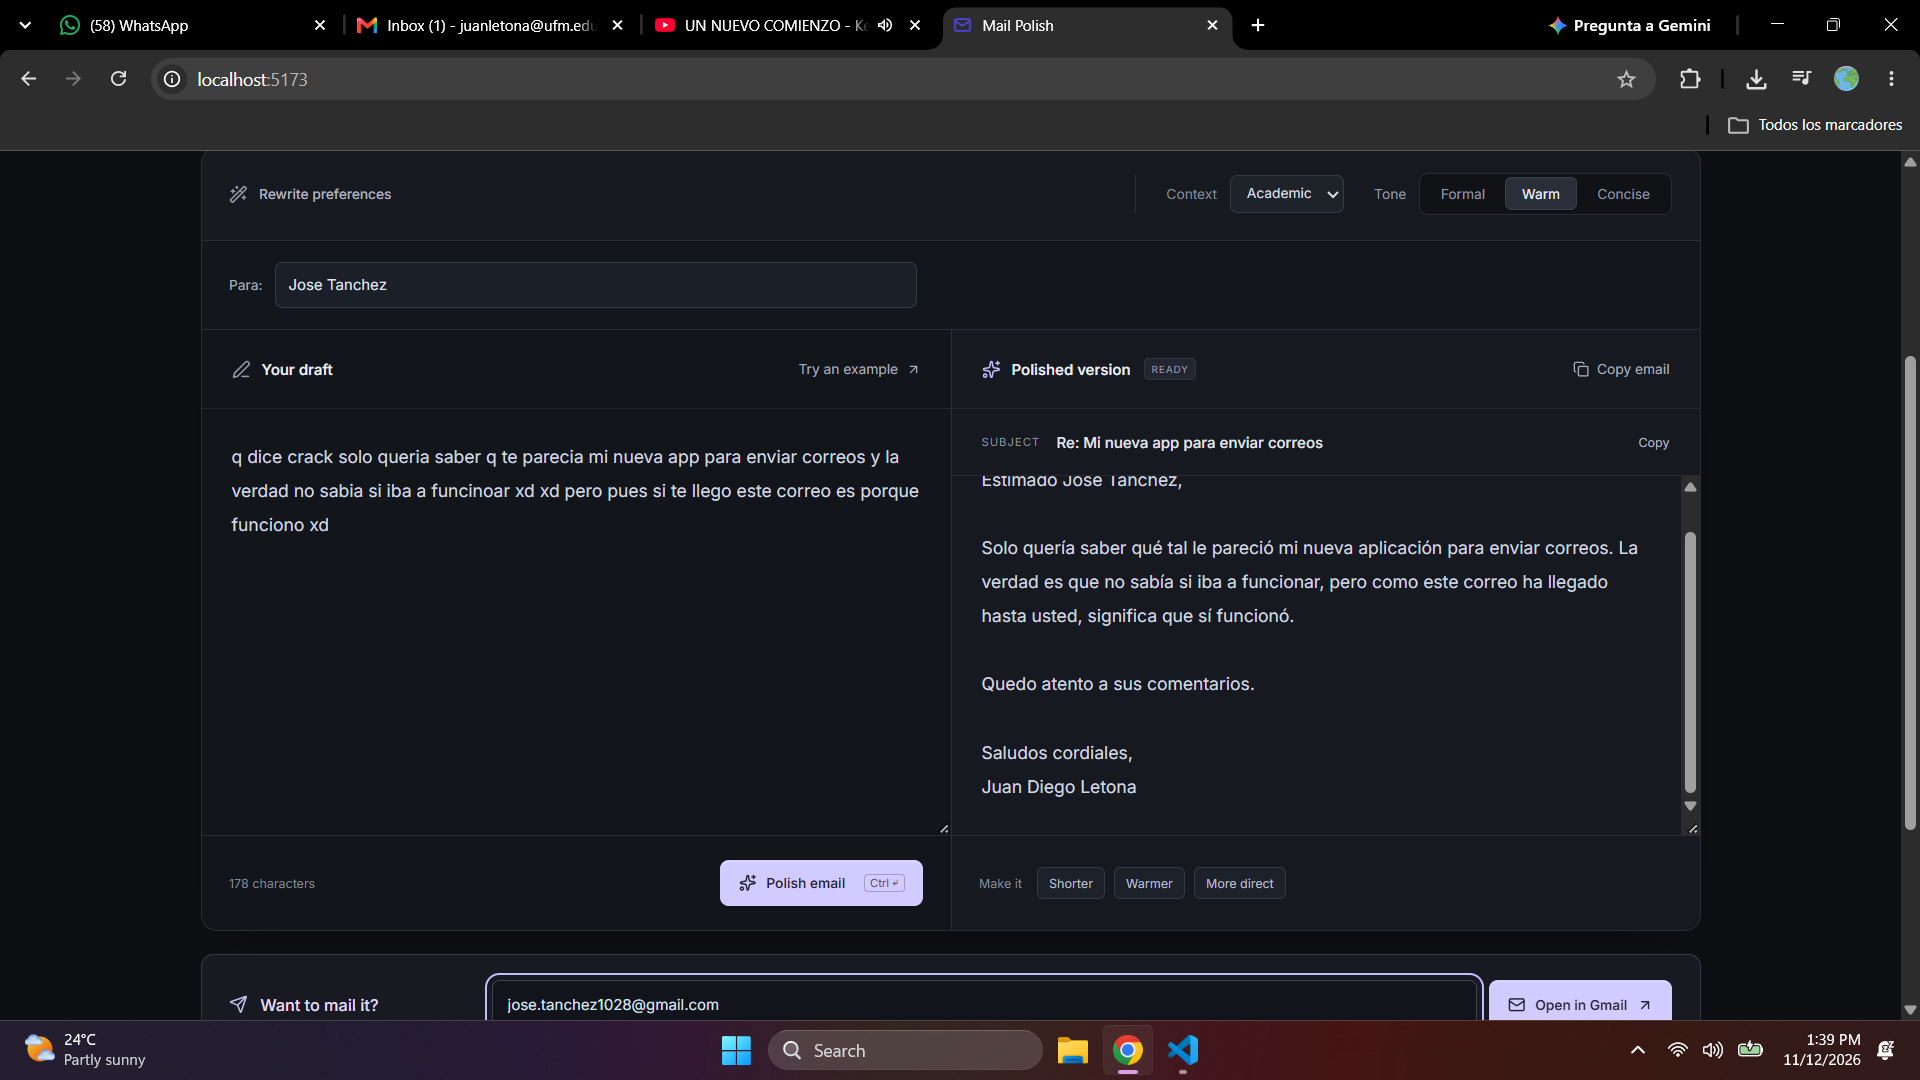 (58) WhatsApp
Inbox (1) - juanletona@ufm.edu
UN NUEVO COMIENZO - Ke
Mail Polish
Pregunta a Gemini
localhost:5173
Todos los marcadores
Rewrite preferences
Context
Academic
Tone
Formal
Warm
Concise
Para:
Jose Tanchez
Your draft
Try an example
q dice crack solo queria saber q te parecia mi nueva app para enviar correos y la
verdad no sabia si iba a funcinoar xd xd pero pues si te llego este correo es porque
funciono xd
178 characters
Polish email
Ctrl ↵
Polished version
READY
Copy email
SUBJECT
Re: Mi nueva app para enviar correos
Copy
Estimado Jose Tanchez,
Solo quería saber qué tal le pareció mi nueva aplicación para enviar correos. La
verdad es que no sabía si iba a funcionar, pero como este correo ha llegado
hasta usted, significa que sí funcionó.
Quedo atento a sus comentarios.
Saludos cordiales,
Juan Diego Letona
Make it
Shorter
Warmer
More direct
Want to mail it?
jose.tanchez1028@gmail.com
Open in Gmail
24°C
Partly sunny
Search
1:39 PM
11/12/2026